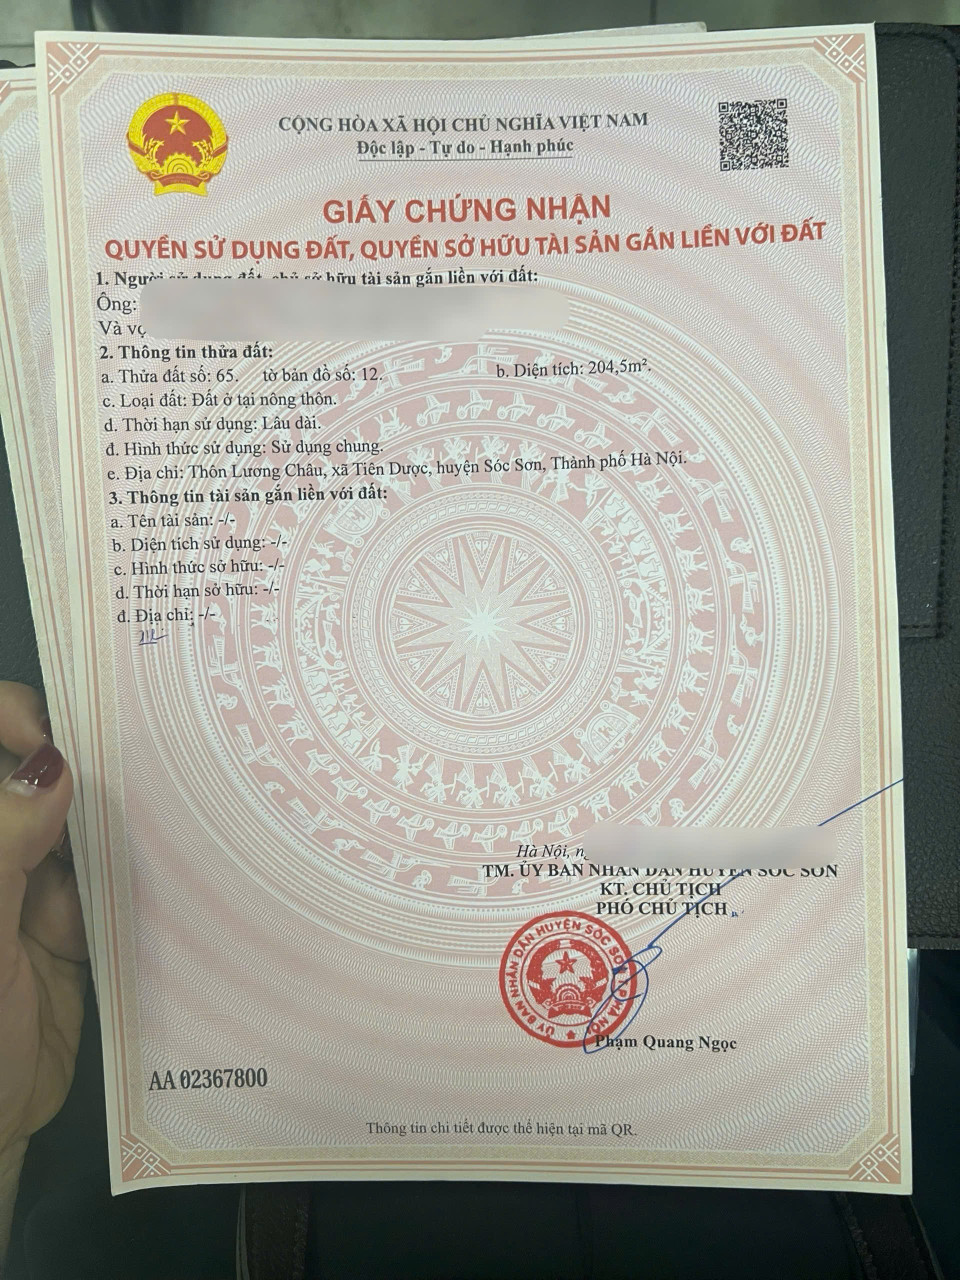 CỘNG HÒA XÃ HỘI CHỦ NGHĨA VIỆT NAM
Độc lập - Tự do - Hạnh phúc
GIẤY CHỨNG NHẬN
QUYỀN SỬ DỤNG ĐẤT, QUYỀN SỞ HỮU TÀI SẢN GẮN LIỀN VỚI ĐẤT
1. Người sử dụng đất, chủ sở hữu tài sản gắn liền với đất:
Ông:
Và vợ
2. Thông tin thửa đất:
a. Thửa đất số: 65. tờ bản đồ số: 12. b. Diện tích: 204,5m².
c. Loại đất: Đất ở tại nông thôn.
d. Thời hạn sử dụng: Lâu dài.
đ. Hình thức sử dụng: Sử dụng chung.
e. Địa chỉ: Thôn Lương Châu, xã Tiên Dược, huyện Sóc Sơn, Thành phố Hà Nội.
3. Thông tin tài sản gắn liền với đất:
a. Tên tài sản: -/-
b. Diện tích sử dụng: -/-
c. Hình thức sở hữu: -/-
d. Thời hạn sở hữu: -/-
đ. Địa chỉ: -/-
Hà Nội,
TM. ỦY BAN NHÂN DÂN HUYỆN SÓC SƠN
KT. CHỦ TỊCH
PHÓ CHỦ TỊCH
ỦY BAN NHÂN DÂN HUYỆN SÓC SƠN T.P HÀ NỘI
Phạm Quang Ngọc
AA 02367800
Thông tin chi tiết được thể hiện tại mã QR.